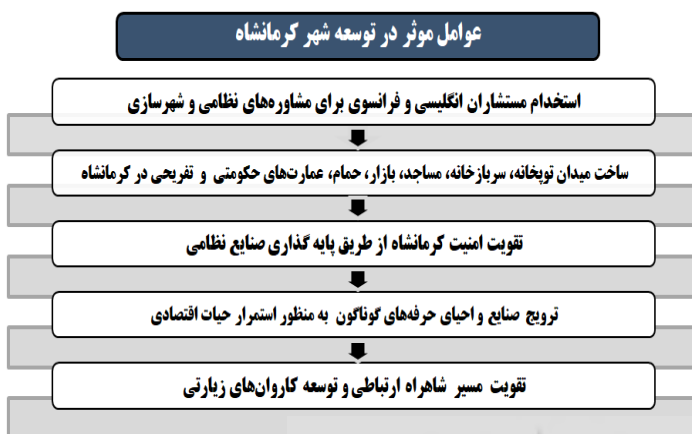 عوامل موثر در توسعه شهر کرمانشاه
استخدام مستشاران انگلیسی و فرانسوی برای مشاوره‌های نظامی و شهرسازی
ساخت میدان توپخانه، سربازخانه، مساجد، بازار، حمام، عمارت‌های حکومتی و تفریحی در کرمانشاه
تقویت امنیت کرمانشاه از طریق پایه گذاری صنایع نظامی
ترویج صنایع و احیای حرفه‌های گوناگون به منظور استمرار حیات اقتصادی
تقویت مسیر شاهراه ارتباطی و توسعه کاروان‌های زیارتی